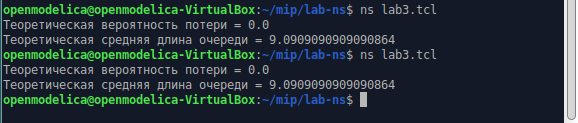 openmodelica@openmodelica-VirtualBox:~/mip/lab-ns$ ns lab3.tcl
Теоретическая вероятность потери = 0.0
Теоретическая средняя длина очереди = 9.0909090909090864
openmodelica@openmodelica-VirtualBox:~/mip/lab-ns$ ns lab3.tcl
Теоретическая вероятность потери = 0.0
Теоретическая средняя длина очереди = 9.0909090909090864
openmodelica@openmodelica-VirtualBox:~/mip/lab-ns$